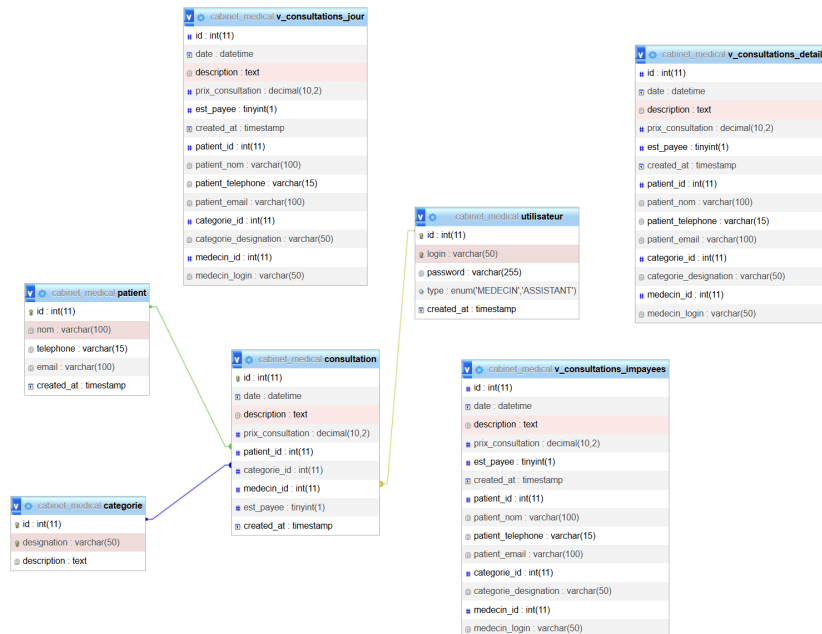 cabinet_medical v_consultations_jour
id : int(11)
date : datetime
description : text
prix_consultation : decimal(10,2)
est_payee : tinyint(1)
created_at : timestamp
patient_id : int(11)
patient_nom : varchar(100)
patient_telephone : varchar(15)
patient_email : varchar(100)
categorie_id : int(11)
categorie_designation : varchar(50)
medecin_id : int(11)
medecin_login : varchar(50)
cabinet_medical v_consultations_detail
id : int(11)
date : datetime
description : text
prix_consultation : decimal(10,2)
est_payee : tinyint(1)
created_at : timestamp
patient_id : int(11)
patient_nom : varchar(100)
patient_telephone : varchar(15)
patient_email : varchar(100)
categorie_id : int(11)
categorie_designation : varchar(50)
medecin_id : int(11)
medecin_login : varchar(50)
cabinet_medical utilisateur
id : int(11)
login : varchar(50)
password : varchar(255)
type : enum('MEDECIN','ASSISTANT')
created_at : timestamp
cabinet_medical patient
id : int(11)
nom : varchar(100)
telephone : varchar(15)
email : varchar(100)
created_at : timestamp
cabinet_medical consultation
id : int(11)
date : datetime
description : text
prix_consultation : decimal(10,2)
patient_id : int(11)
categorie_id : int(11)
medecin_id : int(11)
est_payee : tinyint(1)
created_at : timestamp
cabinet_medical v_consultations_impayees
id : int(11)
date : datetime
description : text
prix_consultation : decimal(10,2)
est_payee : tinyint(1)
created_at : timestamp
patient_id : int(11)
patient_nom : varchar(100)
patient_telephone : varchar(15)
patient_email : varchar(100)
categorie_id : int(11)
categorie_designation : varchar(50)
medecin_id : int(11)
medecin_login : varchar(50)
cabinet_medical categorie
id : int(11)
designation : varchar(50)
description : text